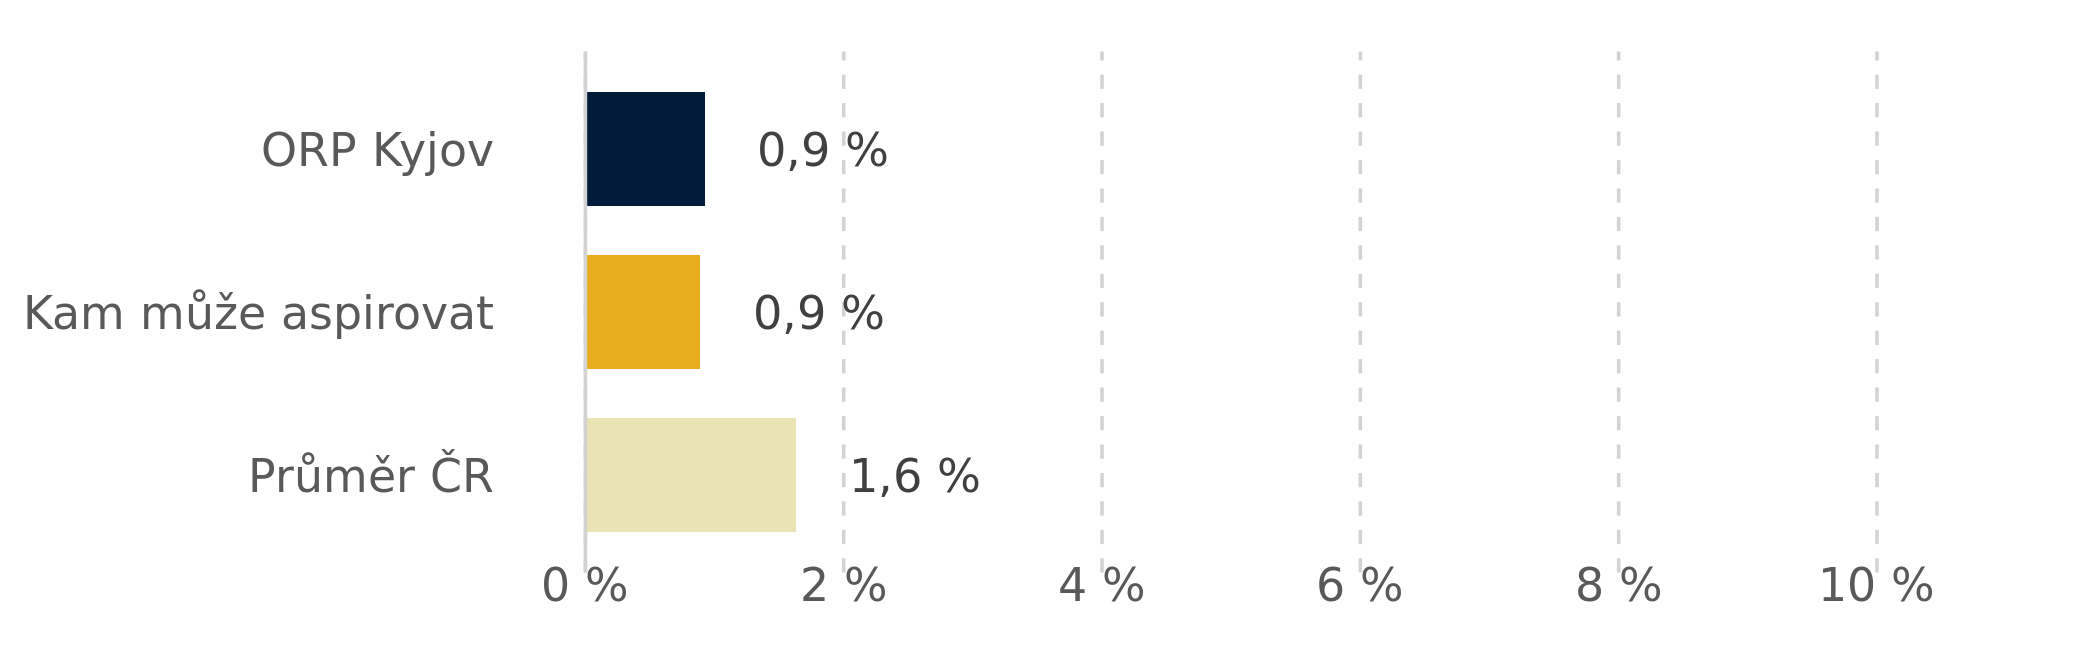 ORP Kyjov 0,9 %
Kam může aspirovat 0,9 %
Průměr ČR 1,6 %
0 % 2 % 4 % 6 % 8 % 10 %